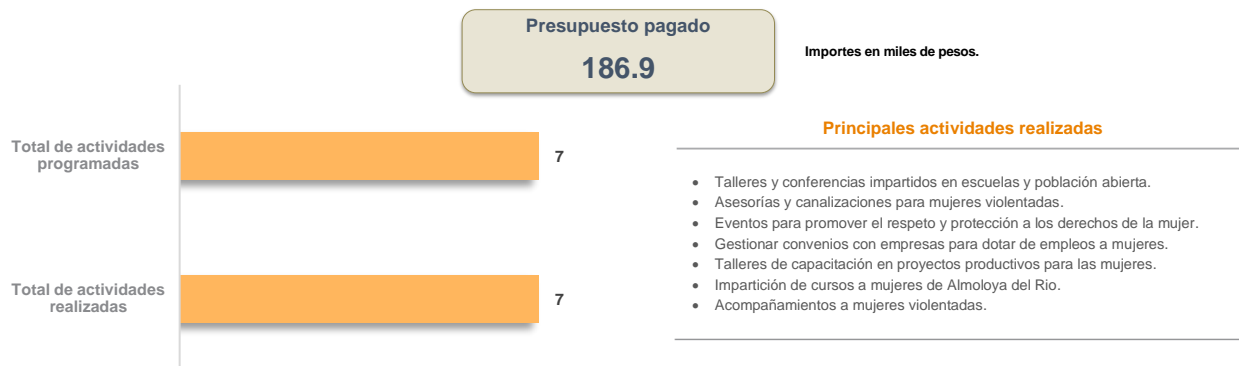 Presupuesto pagado
186.9
Importes en miles de pesos.
Total de actividades
programadas
7
Total de actividades
realizadas
7
Principales actividades realizadas
• Talleres y conferencias impartidos en escuelas y población abierta.
• Asesorías y canalizaciones para mujeres violentadas.
• Eventos para promover el respeto y protección a los derechos de la mujer.
• Gestionar convenios con empresas para dotar de empleos a mujeres.
• Talleres de capacitación en proyectos productivos para las mujeres.
• Impartición de cursos a mujeres de Almoloya del Rio.
• Acompañamientos a mujeres violentadas.